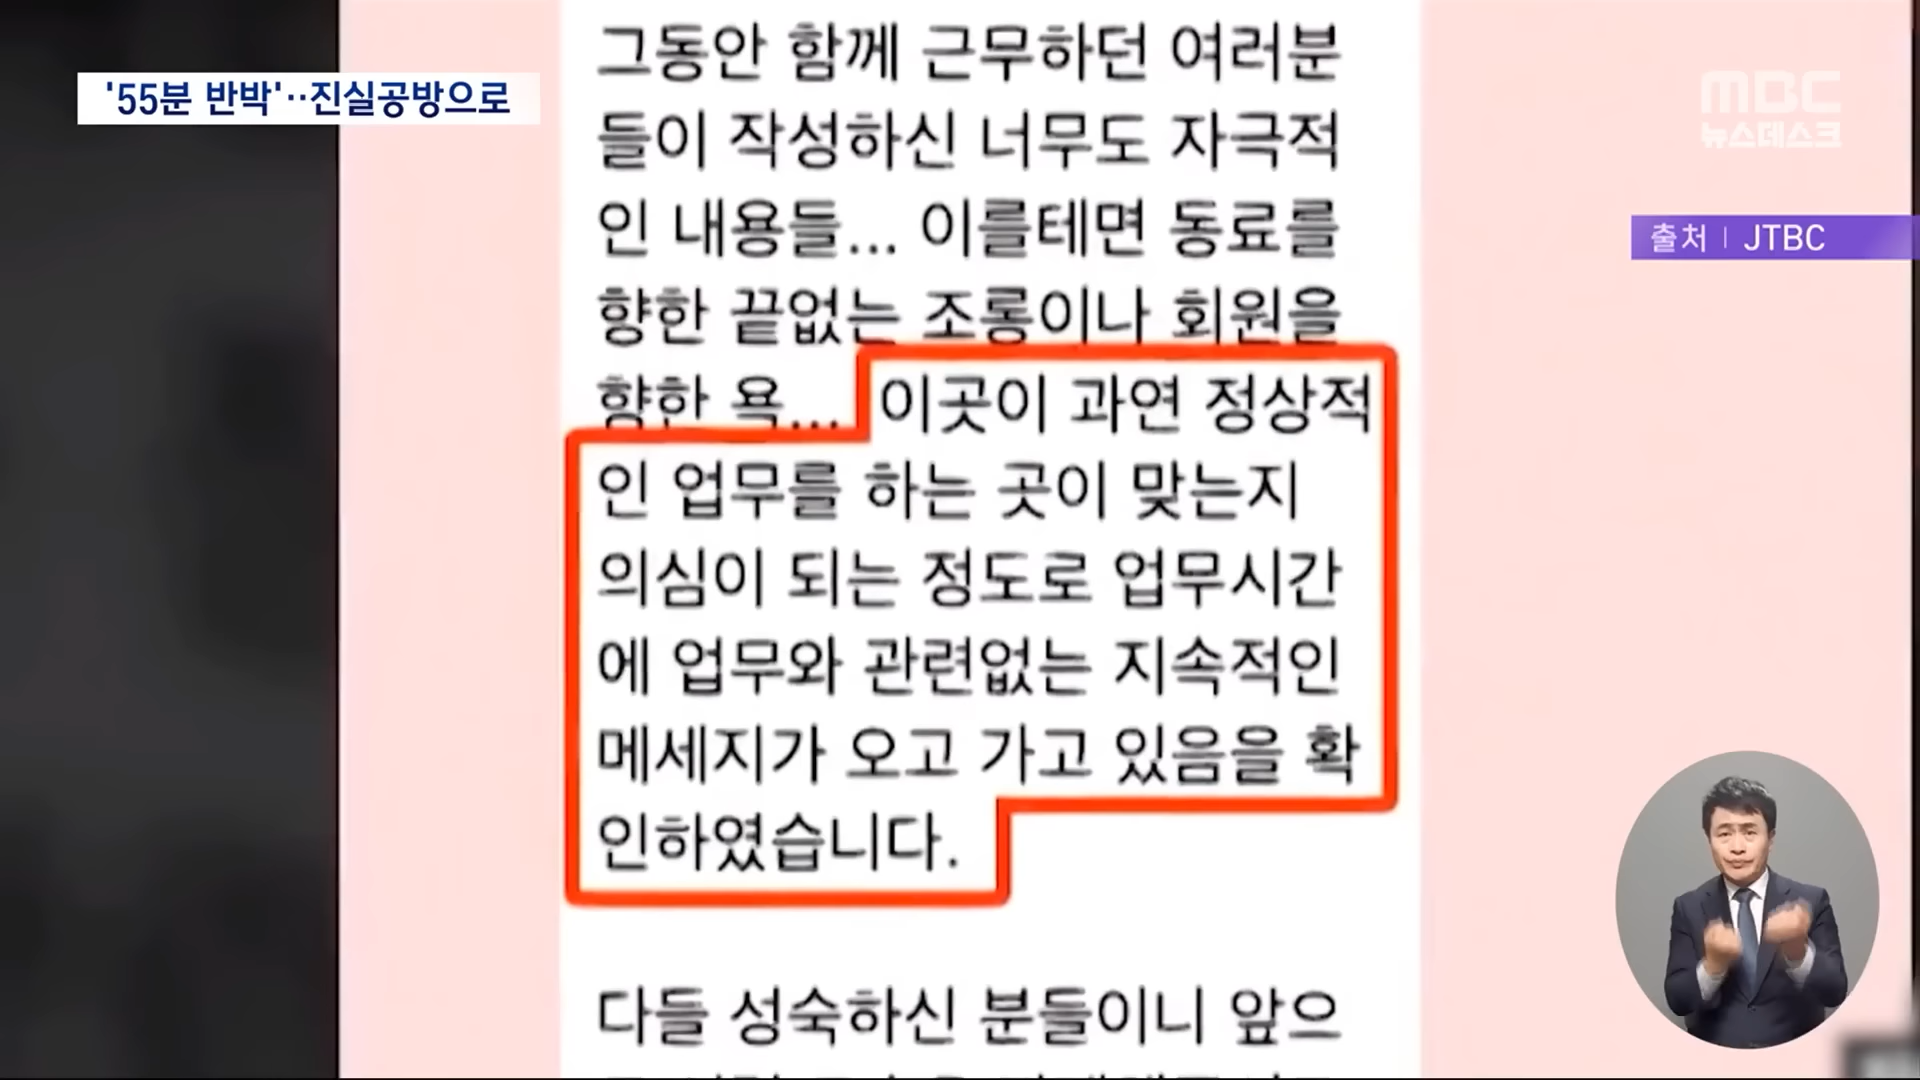 '55분 반박'‥진실공방으로
MBC
뉴스데스크
출처 | JTBC
그동안 함께 근무하던 여러분
들이 작성하신 너무도 자극적
인 내용들... 이를테면 동료를
향한 끝없는 조롱이나 회원을
향한 욕... 이곳이 과연 정상적
인 업무를 하는 곳이 맞는지
의심이 되는 정도로 업무시간
에 업무와 관련없는 지속적인
메세지가 오고 가고 있음을 확
인하였습니다.
다들 성숙하신 분들이니 앞으